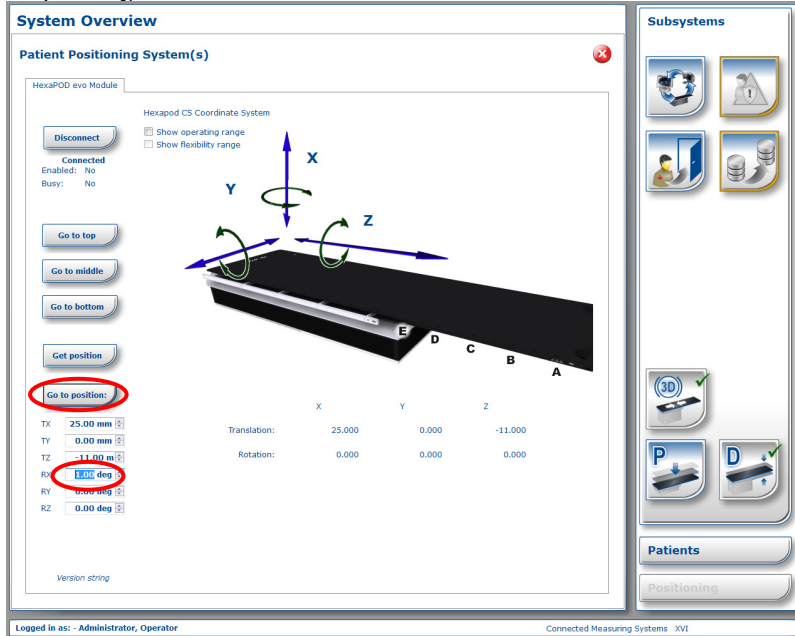 System Overview
Patient Positioning System(s)
HexaPOD evo Module
Hexapod CS Coordinate System
Show operating range
Show flexibility range
Disconnect
Connected
Enabled: No
Busy: No
Go to top
Go to middle
Go to bottom
Get position
Go to position:
TX 25.00 mm
TY 0.00 mm
TZ -11.00 m
RX 1.00 deg
RY 0.00 deg
RZ 0.00 deg
X
Y
Z
E
D
C
B
A
X Y Z
Translation: 25.000 0.000 -11.000
Rotation: 0.000 0.000 0.000
Version string
Subsystems
(3D)
P
D
Patients
Positioning
Logged in as: - Administrator, Operator
Connected Measuring Systems XVI